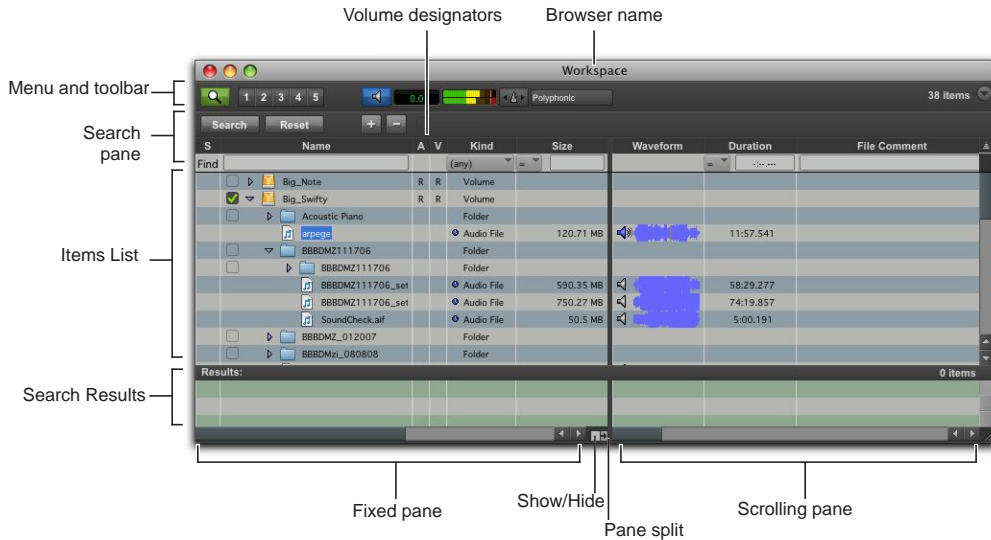 Volume designators
Browser name
Workspace
Menu and toolbar
1 2 3 4 5
Polyphonic
38 items
Search pane
Search Reset + -
S Name A V Kind Size Waveform Duration File Comment
Find (any) = =
Items List
Big_Note R R Volume
Big_Swifty R R Volume
Acoustic Piano Folder
arpege Audio File 120.71 MB 11:57.541
BBBDMZ111706 Folder
BBBDMZ111706 Folder
BBBDMZ111706_set Audio File 590.35 MB 58:29.277
BBBDMZ111706_set Audio File 750.27 MB 74:19.857
SoundCheck.aif Audio File 50.5 MB 5:00.191
BBBDMZ_012007 Folder
BBBDMzi_080808 Folder
Search Results
Results: 0 items
Fixed pane
Show/Hide
Pane split
Scrolling pane